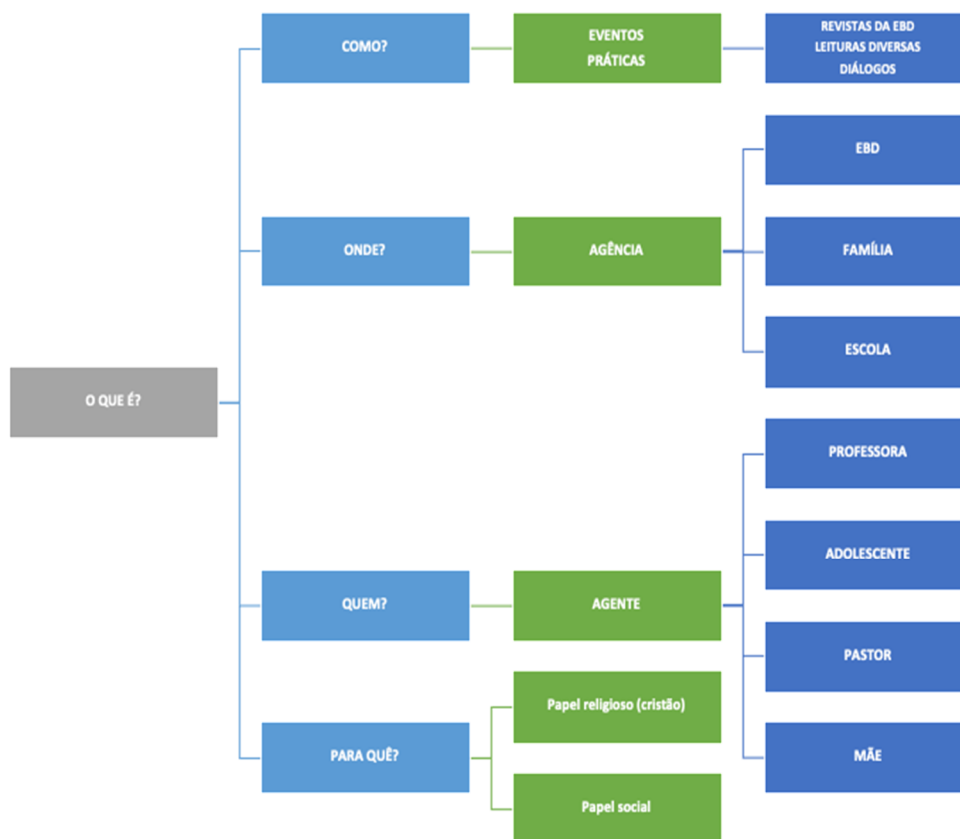 COMO?
EVENTOS
PRÁTICAS
REVISTAS DA EBD
LEITURAS DIVERSAS
DIÁLOGOS
EBD
ONDE?
AGÊNCIA
FAMÍLIA
ESCOLA
O QUE É?
PROFESSORA
ADOLESCENTE
QUEM?
AGENTE
PASTOR
Papel religioso (cristão)
PARA QUÊ?
MÃE
Papel social